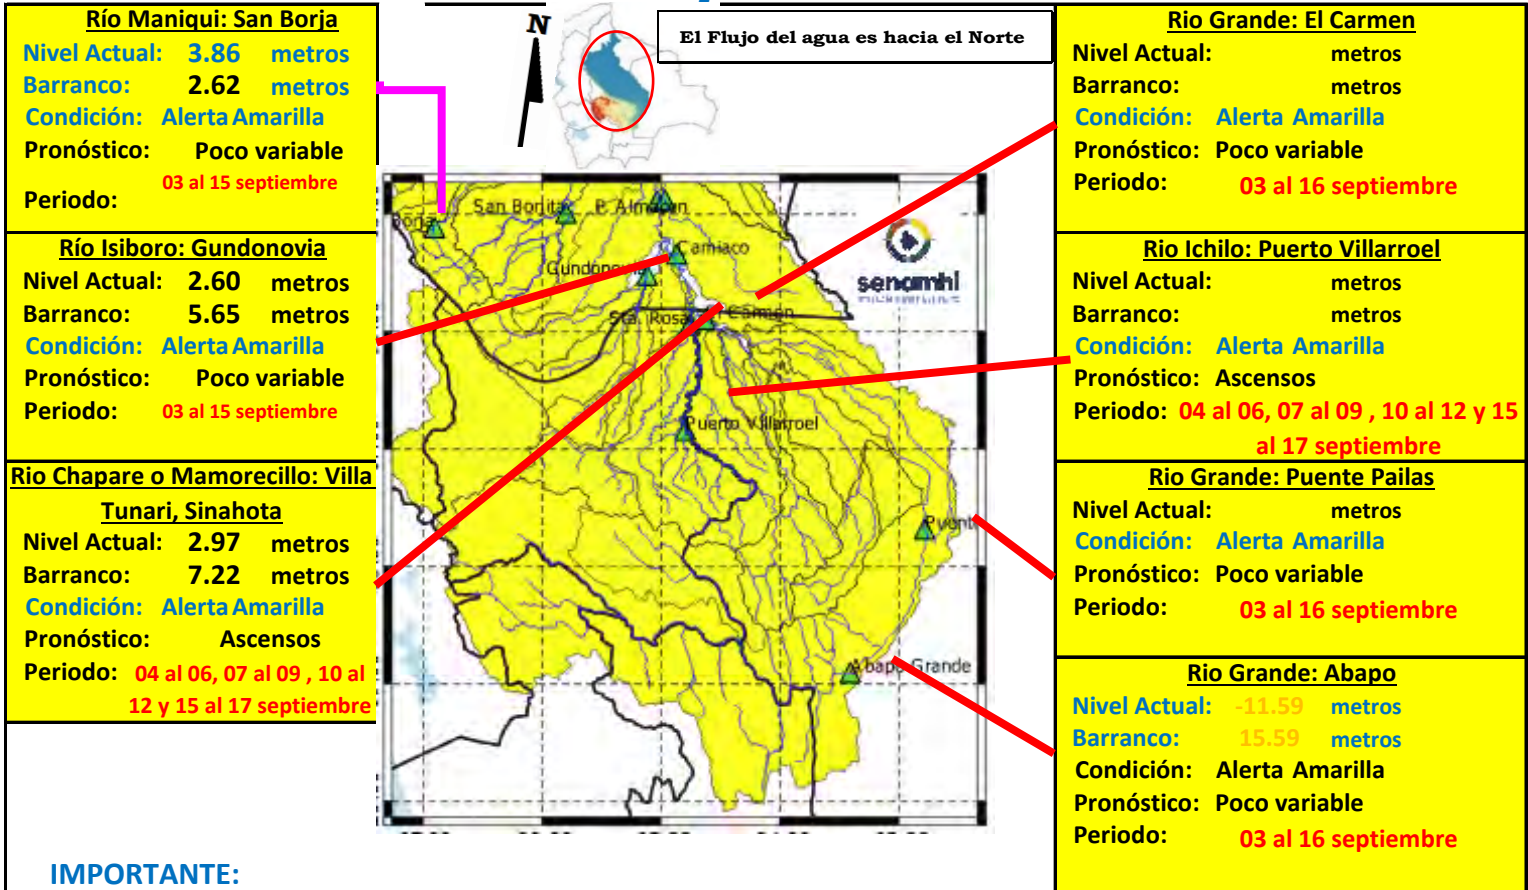 Río Maniqui: San Borja
Nivel Actual: 3.86 metros
Barranco: 2.62 metros
Condición: Alerta Amarilla
Pronóstico: Poco variable
03 al 15 septiembre
Periodo:
Río Isiboro: Gundonovia
Nivel Actual: 2.60 metros
Barranco: 5.65 metros
Condición: Alerta Amarilla
Pronóstico: Poco variable
Periodo: 03 al 15 septiembre
Rio Chapare o Mamorecillo: Villa
Tunari, Sinahota
Nivel Actual: 2.97 metros
Barranco: 7.22 metros
Condición: Alerta Amarilla
Pronóstico: Ascensos
Periodo: 04 al 06, 07 al 09 , 10 al
12 y 15 al 17 septiembre
IMPORTANTE:
N
El Flujo del agua es hacia el Norte
San Bonita
P. Almacen
Camiaco
Gundonovia
senamhi
Sta. Rosa
Carmen
Puerto Villarroel
Puent
Abapo Grande
Rio Grande: El Carmen
Nivel Actual: metros
Barranco: metros
Condición: Alerta Amarilla
Pronóstico: Poco variable
Periodo: 03 al 16 septiembre
Rio Ichilo: Puerto Villarroel
Nivel Actual: metros
Barranco: metros
Condición: Alerta Amarilla
Pronóstico: Ascensos
Periodo: 04 al 06, 07 al 09 , 10 al 12 y 15
al 17 septiembre
Rio Grande: Puente Pailas
Nivel Actual: metros
Condición: Alerta Amarilla
Pronóstico: Poco variable
Periodo: 03 al 16 septiembre
Rio Grande: Abapo
Nivel Actual: -11.59 metros
Barranco: 15.59 metros
Condición: Alerta Amarilla
Pronóstico: Poco variable
Periodo: 03 al 16 septiembre